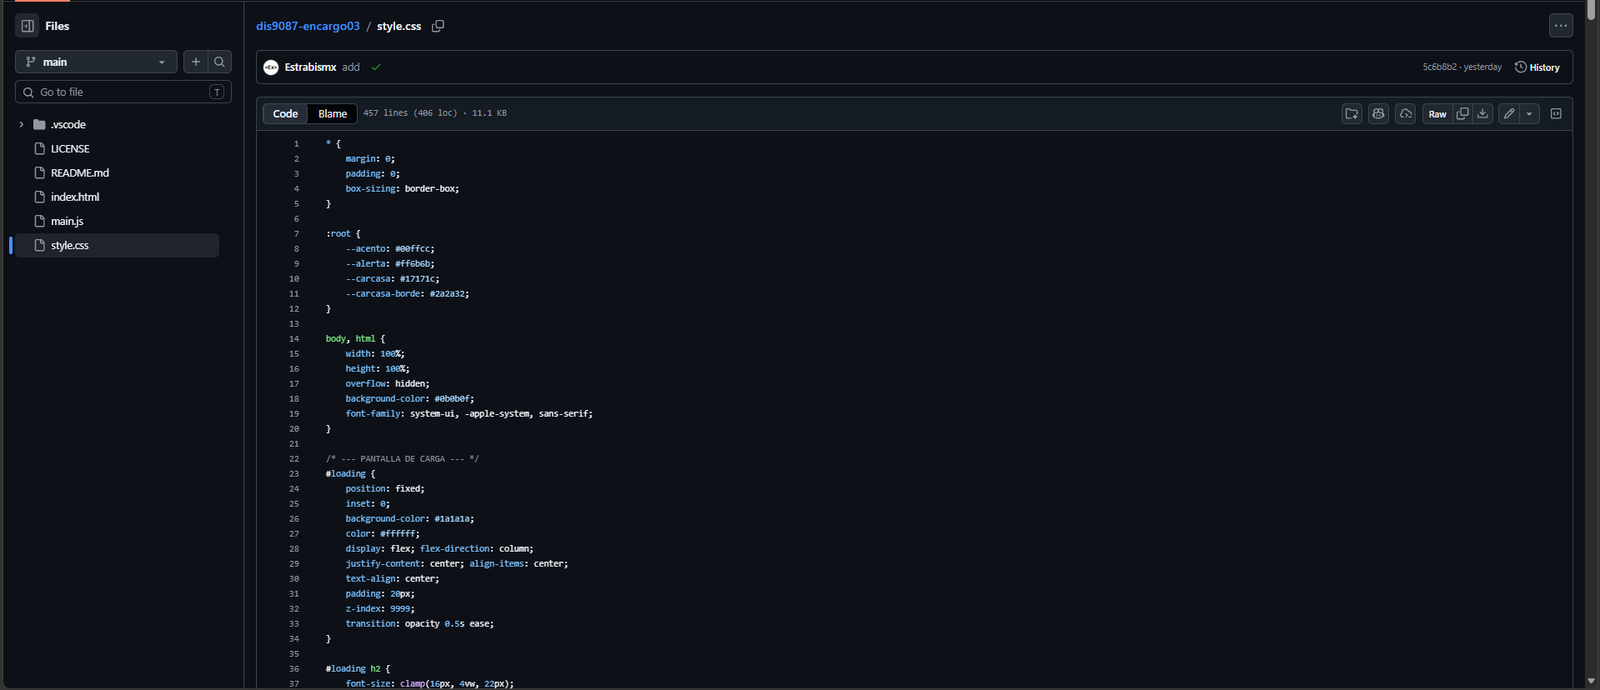 Files
dis9087-encargo03 / style.css
main
Estrabismx add
5c6b8b2 · yesterday
History
Go to file
T
Code
Blame
457 lines (406 loc) · 11.1 KB
Raw
.vscode
LICENSE
README.md
index.html
main.js
style.css
1 * {
2 margin: 0;
3 padding: 0;
4 box-sizing: border-box;
5 }
6
7 :root {
8 --acento: #00ffcc;
9 --alerta: #ff6b6b;
10 --carcasa: #17171c;
11 --carcasa-borde: #2a2a32;
12 }
13
14 body, html {
15 width: 100%;
16 height: 100%;
17 overflow: hidden;
18 background-color: #0b0b0f;
19 font-family: system-ui, -apple-system, sans-serif;
20 }
21
22 /* --- PANTALLA DE CARGA --- */
23 #loading {
24 position: fixed;
25 inset: 0;
26 background-color: #1a1a1a;
27 color: #ffffff;
28 display: flex; flex-direction: column;
29 justify-content: center; align-items: center;
30 text-align: center;
31 padding: 20px;
32 z-index: 9999;
33 transition: opacity 0.5s ease;
34 }
35
36 #loading h2 {
37 font-size: clamp(16px, 4vw, 22px);